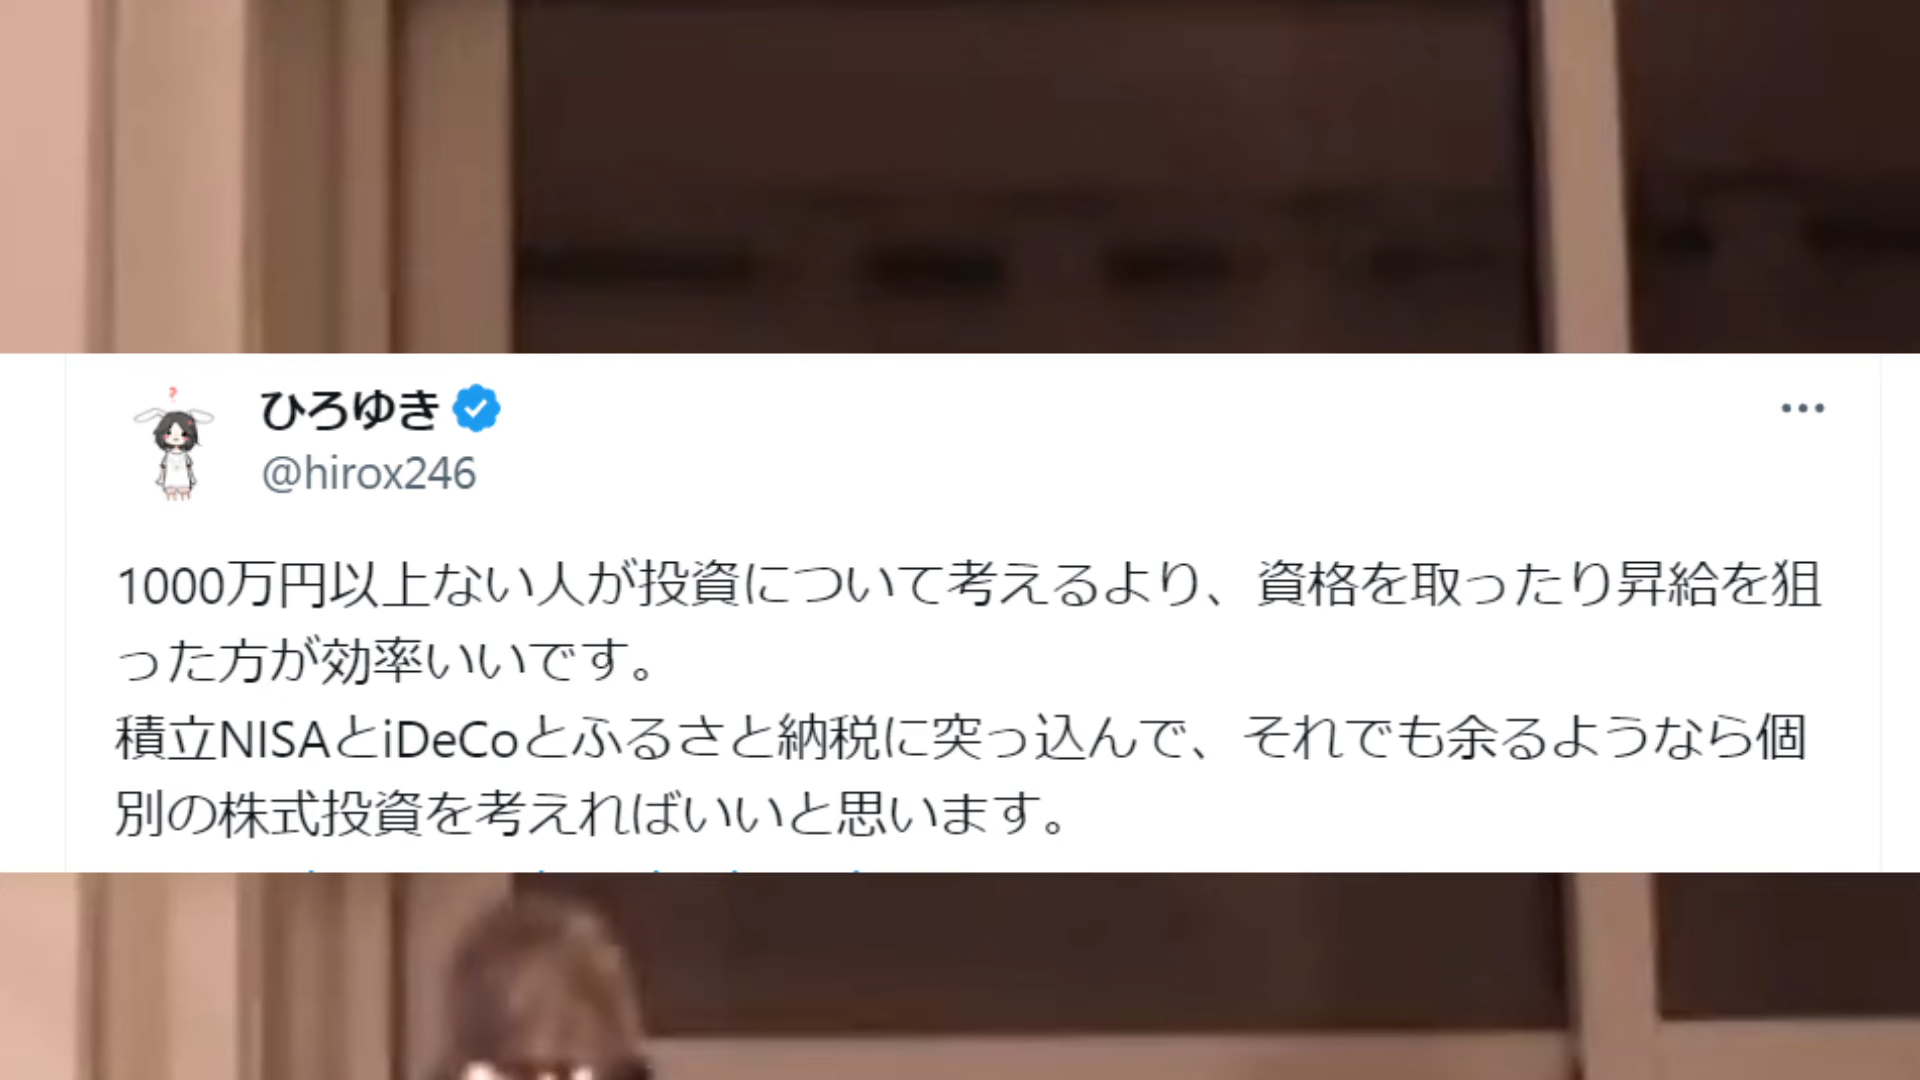 ひろゆき
@hirox246
1000万円以上ない人が投資について考えるより、資格を取ったり昇給を狙
った方が効率いいです。
積立NISAとiDeCoとふるさと納税に突っ込んで、それでも余るようなら個
別の株式投資を考えればいいと思います。